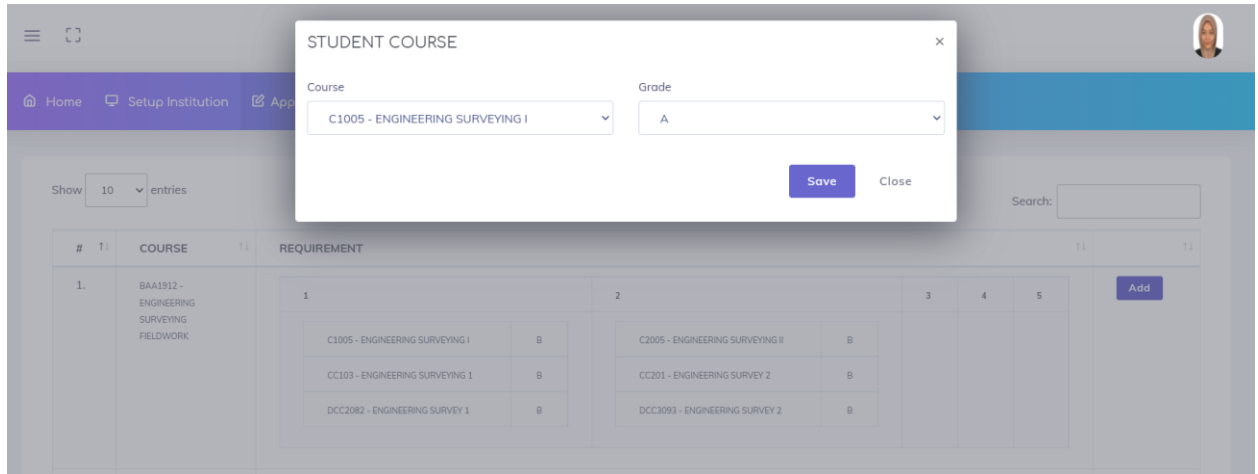 STUDENT COURSE ×
Course Grade
C1005 - ENGINEERING SURVEYING I A
Save Close
Home Setup Institution App
Show 10 entries Search:
# COURSE REQUIREMENT
1. BAA1912 -
ENGINEERING
SURVEYING
FIELDWORK
1 2 3 4 5
C1005 - ENGINEERING SURVEYING I B
CC103 - ENGINEERING SURVEYING 1 B
DCC2082 - ENGINEERING SURVEY 1 B
C2005 - ENGINEERING SURVEYING II B
CC201 - ENGINEERING SURVEY 2 B
DCC3093 - ENGINEERING SURVEY 2 B
Add